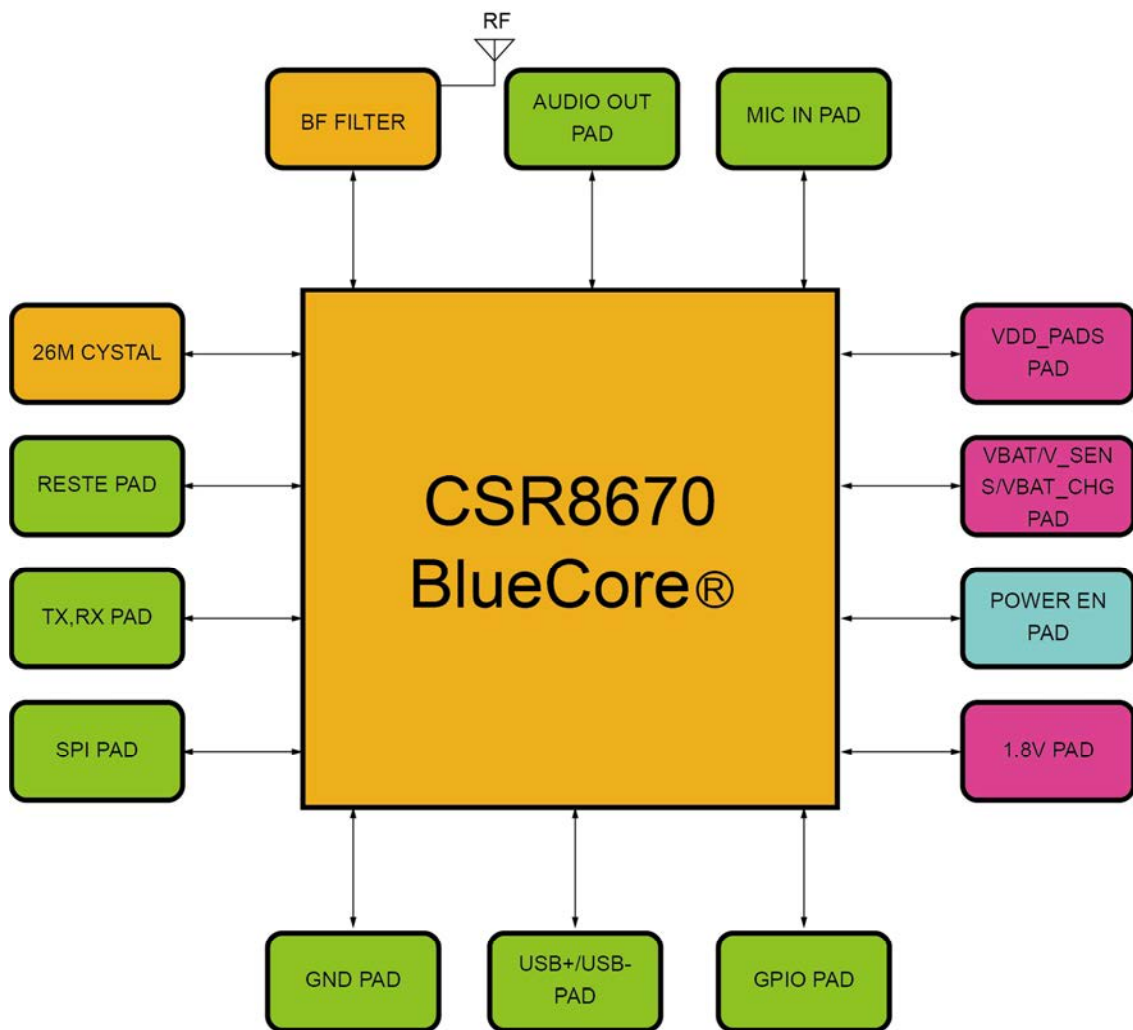 RF
BF FILTER
AUDIO OUT
PAD
MIC IN PAD
26M CYSTAL
RESTE PAD
TX,RX PAD
SPI PAD
CSR8670
BlueCore®
VDD_PADS
PAD
VBAT/V_SEN
S/VBAT_CHG
PAD
POWER EN
PAD
1.8V PAD
GND PAD
USB+/USB-
PAD
GPIO PAD